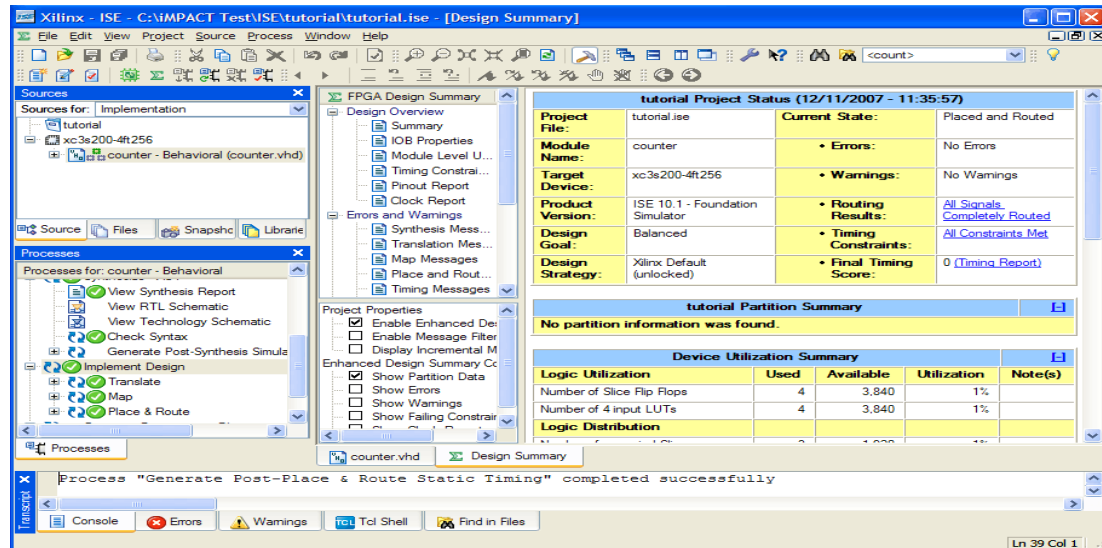 Xilinx - ISE - C:\iMPACT Test\ISE\tutorial\tutorial.ise - [Design Summary]
File Edit View Project Source Process Window Help
<count>
Sources
Sources for: Implementation
tutorial
xc3s200-4ft256
counter - Behavioral (counter.vhd)
Source Files Snapshc Librarie
Processes
Processes for: counter - Behavioral
View Synthesis Report
View RTL Schematic
View Technology Schematic
Check Syntax
Generate Post-Synthesis Simula
Implement Design
Translate
Map
Place & Route
Processes
FPGA Design Summary
Design Overview
Summary
IOB Properties
Module Level U...
Timing Constrai...
Pinout Report
Clock Report
Errors and Warnings
Synthesis Mess...
Translation Mes...
Map Messages
Place and Rout...
Timing Messages
Project Properties
Enable Enhanced De
Enable Message Filter
Display Incremental M
Enhanced Design Summary Co
Show Partition Data
Show Errors
Show Warnings
Show Failing Constrair
tutorial Project Status (12/11/2007 - 11:35:57)
Project File: tutorial.ise Current State: Placed and Routed
Module Name: counter • Errors: No Errors
Target Device: xc3s200-4ft256 • Warnings: No Warnings
Product Version: ISE 10.1 - Foundation Simulator • Routing Results: All Signals Completely Routed
Design Goal: Balanced • Timing Constraints: All Constraints Met
Design Strategy: Xilinx Default (unlocked) • Final Timing Score: 0 (Timing Report)
tutorial Partition Summary [-]
No partition information was found.
Device Utilization Summary [-]
Logic Utilization Used Available Utilization Note(s)
Number of Slice Flip Flops 4 3,840 1%
Number of 4 input LUTs 4 3,840 1%
Logic Distribution
counter.vhd Design Summary
Process "Generate Post-Place & Route Static Timing" completed successfully
Transcript
Console Errors Warnings TCL Tcl Shell Find in Files
Ln 39 Col 1